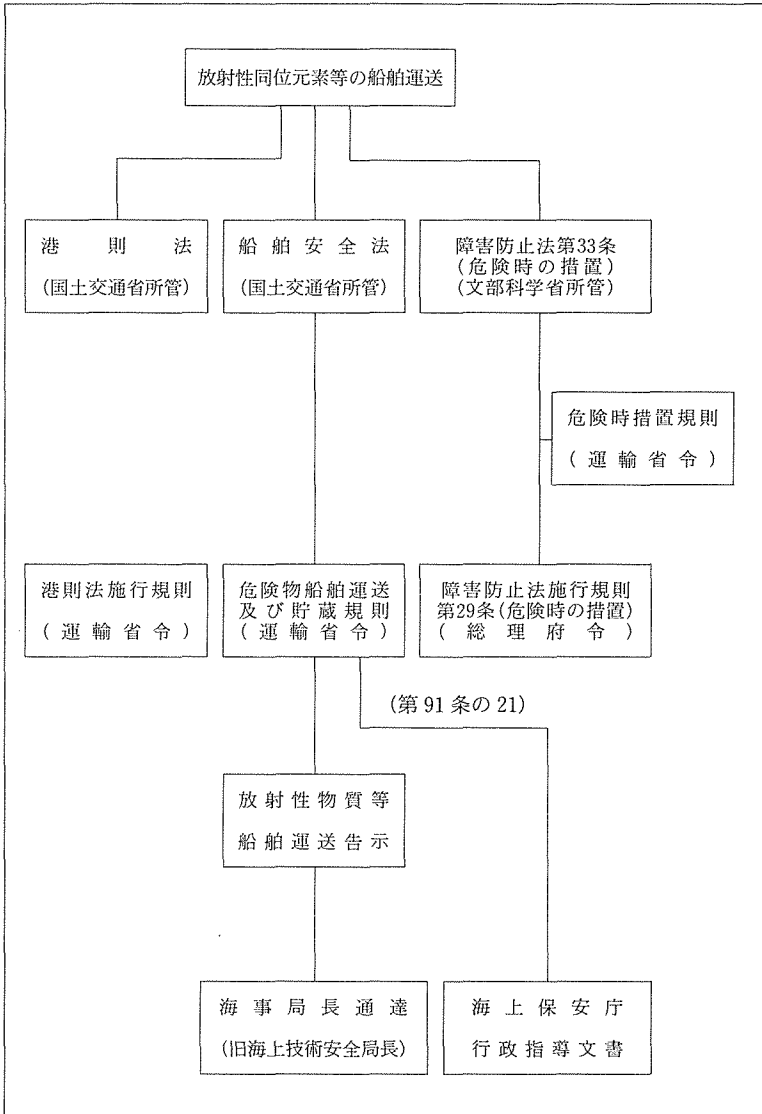 放射性同位元素等の船舶運送
港則法
(国土交通省所管)
船舶安全法
(国土交通省所管)
障害防止法第33条
(危険時の措置)
(文部科学省所管)
危険時措置規則
(運輸省令)
港則法施行規則
(運輸省令)
危険物船舶運送
及び貯蔵規則
(運輸省令)
障害防止法施行規則
第29条(危険時の措置)
(総理府令)
(第91条の21)
放射性物質等
船舶運送告示
海事局長通達
(旧海上技術安全局長)
海上保安庁
行政指導文書